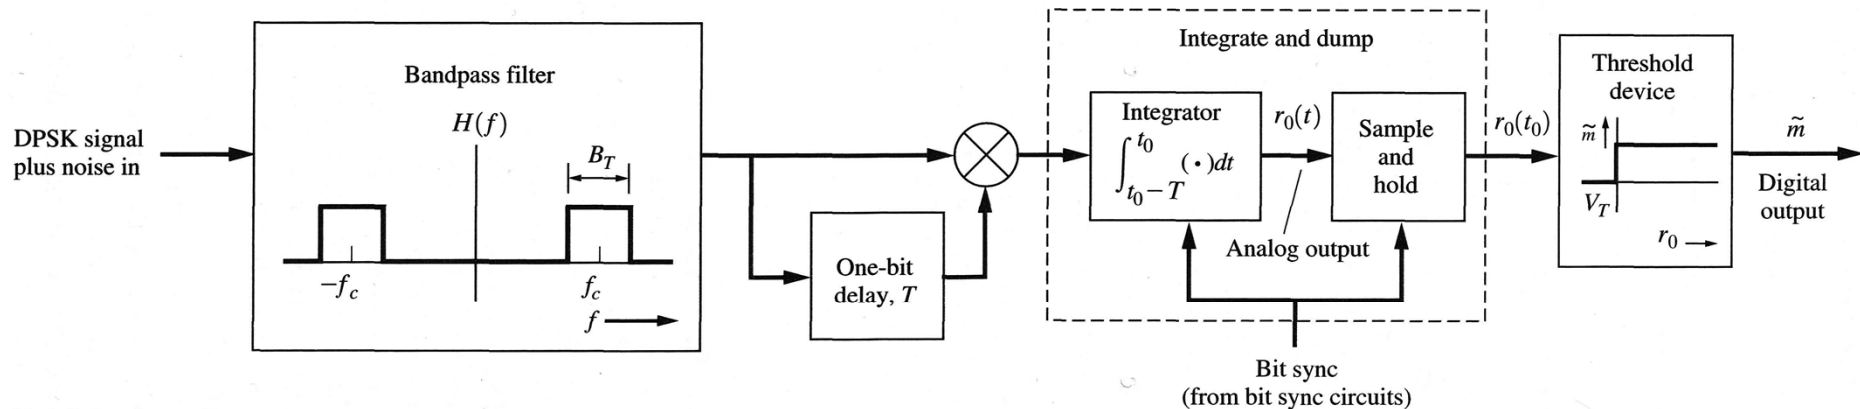 DPSK signal
plus noise in
Bandpass filter
H(f)
B_T
−f_c
f_c
f
One-bit
delay, T
Integrate and dump
Integrator
∫_{t_0−T}^{t_0} (·)dt
r_0(t)
Analog output
Sample
and
hold
Bit sync
(from bit sync circuits)
r_0(t_0)
Threshold
device
m̃
V_T
r_0
m̃
Digital
output